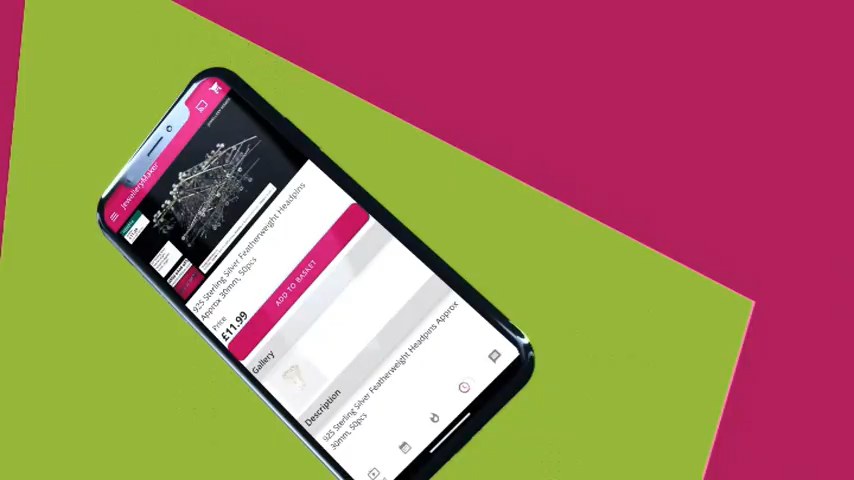 JewelleryMaker
925 Sterling Silver Featherweight Headpins
Approx 30mm, 50pcs
Price
£11.99
ADD TO BASKET
Gallery
Description
925 Sterling Silver Featherweight Headpins Approx
30mm, 50pcs